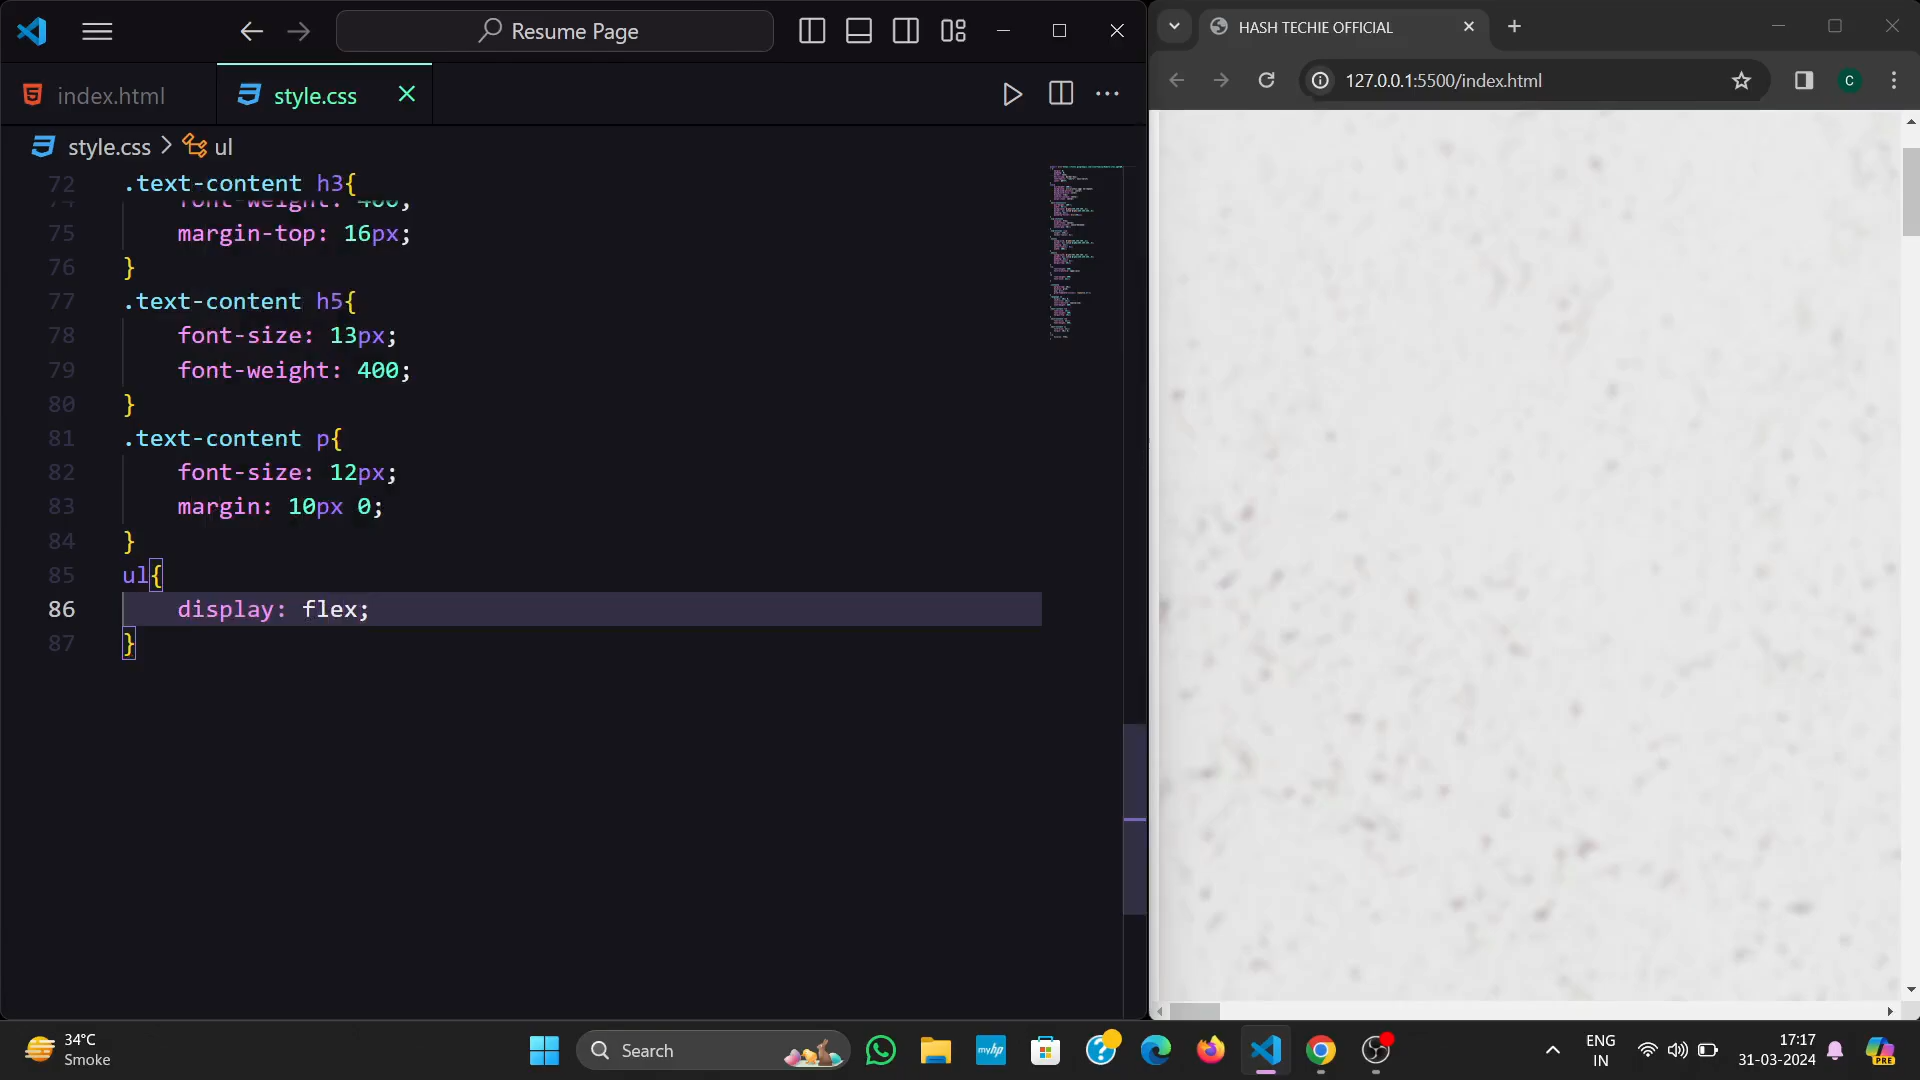 Resume Page
HASH TECHIE OFFICIAL
index.html
style.css
127.0.0.1:5500/index.html
C
style.css > ul
72 .text-content h3{
75 margin-top: 16px;
76 }
77 .text-content h5{
78 font-size: 13px;
79 font-weight: 400;
80 }
81 .text-content p{
82 font-size: 12px;
83 margin: 10px 0;
84 }
85 ul{
86 display: flex;
87 }
34°C
Smoke
Search
myhp
ENG
IN
17:17
31-03-2024
PRE